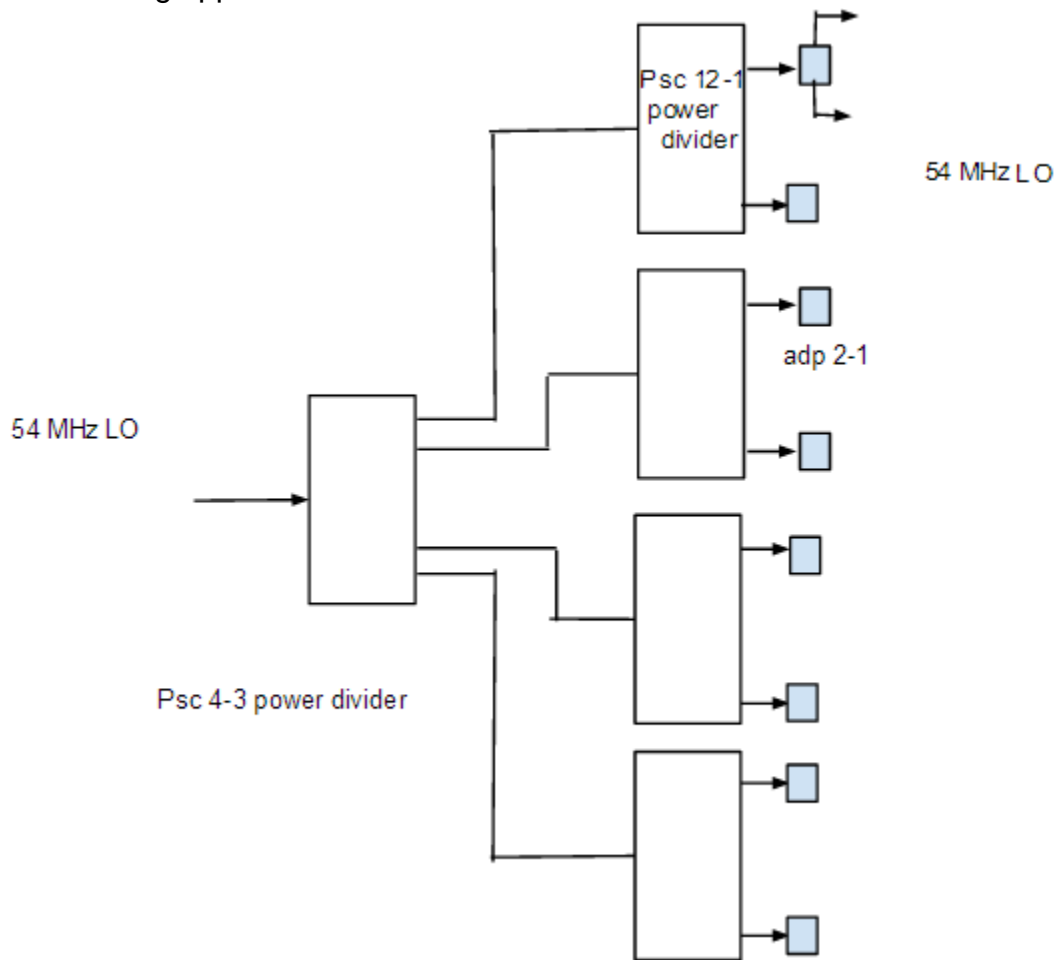 Psc 12-1
power
divider
54 MHz LO
adp 2-1
54 MHz LO
Psc 4-3 power divider